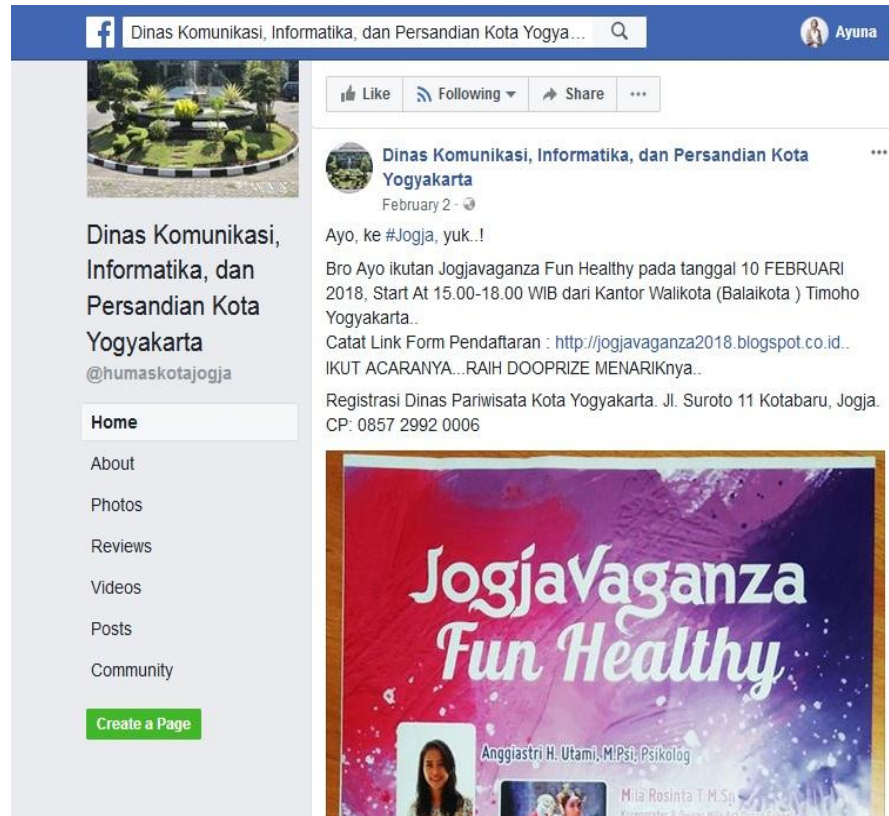 Dinas Komunikasi, Informatika, dan Persandian Kota Yogya...
Ayuna
Like
Following
Share
Dinas Komunikasi, Informatika, dan Persandian Kota
Yogyakarta
February 2
Ayo, ke #Jogja, yuk..!
Bro Ayo ikutan Jogjavaganza Fun Healthy pada tanggal 10 FEBRUARI
2018, Start At 15.00-18.00 WIB dari Kantor Walikota (Balaikota ) Timoho
Yogyakarta..
Catat Link Form Pendaftaran : http://jogjavaganza2018.blogspot.co.id..
IKUT ACARANYA...RAIH DOOPRIZE MENARIKnya..
Registrasi Dinas Pariwisata Kota Yogyakarta. Jl. Suroto 11 Kotabaru, Jogja.
CP: 0857 2992 0006
Dinas Komunikasi,
Informatika, dan
Persandian Kota
Yogyakarta
@humaskotajogja
Home
About
Photos
Reviews
Videos
Posts
Community
Create a Page
JogjaVaganza
Fun Healthy
Anggiastri H. Utami, M.Psi, Psikolog
Mila Rosinta T M.Sn